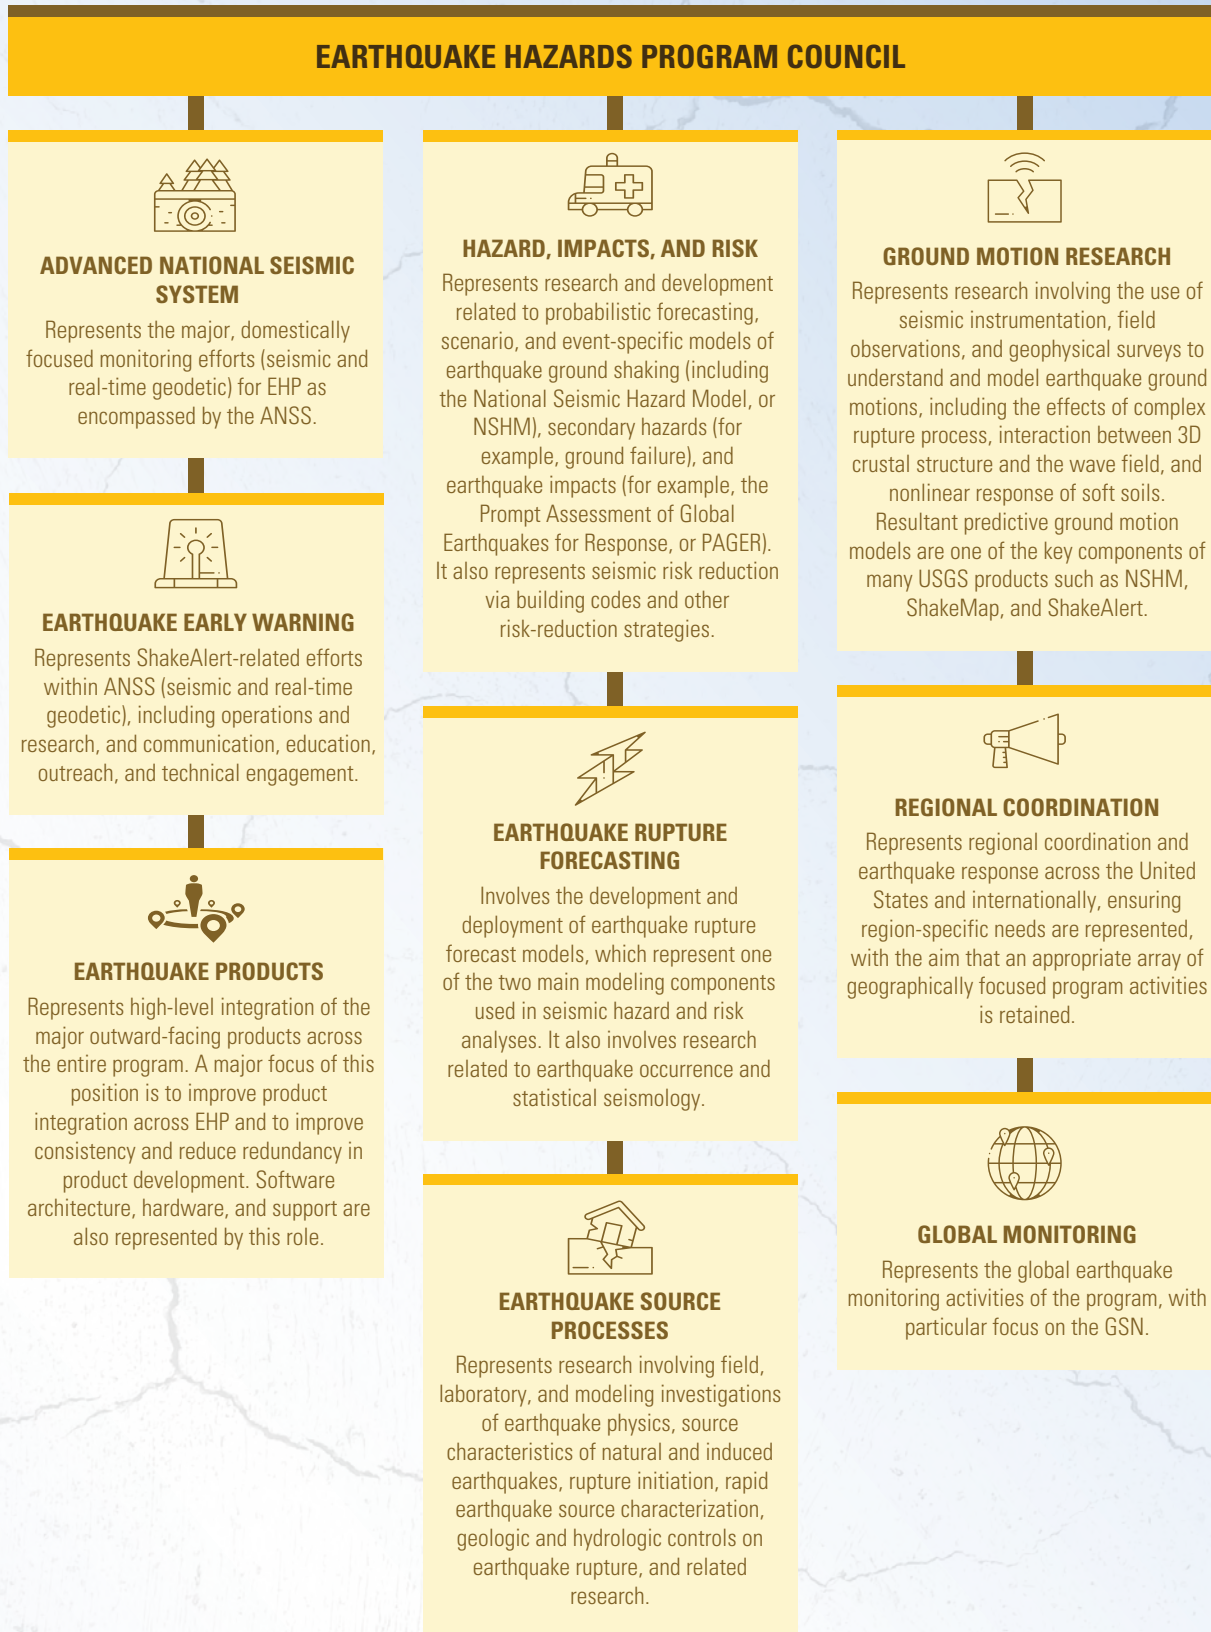 EARTHQUAKE HAZARDS PROGRAM COUNCIL
ADVANCED NATIONAL SEISMIC
SYSTEM
Represents the major, domestically
focused monitoring efforts (seismic and
real-time geodetic) for EHP as
encompassed by the ANSS.
EARTHQUAKE EARLY WARNING
Represents ShakeAlert-related efforts
within ANSS (seismic and real-time
geodetic), including operations and
research, and communication, education,
outreach, and technical engagement.
EARTHQUAKE PRODUCTS
Represents high-level integration of the
major outward-facing products across
the entire program. A major focus of this
position is to improve product
integration across EHP and to improve
consistency and reduce redundancy in
product development. Software
architecture, hardware, and support are
also represented by this role.
HAZARD, IMPACTS, AND RISK
Represents research and development
related to probabilistic forecasting,
scenario, and event-specific models of
earthquake ground shaking (including
the National Seismic Hazard Model, or
NSHM), secondary hazards (for
example, ground failure), and
earthquake impacts (for example, the
Prompt Assessment of Global
Earthquakes for Response, or PAGER).
It also represents seismic risk reduction
via building codes and other
risk-reduction strategies.
EARTHQUAKE RUPTURE
FORECASTING
Involves the development and
deployment of earthquake rupture
forecast models, which represent one
of the two main modeling components
used in seismic hazard and risk
analyses. It also involves research
related to earthquake occurrence and
statistical seismology.
EARTHQUAKE SOURCE
PROCESSES
Represents research involving field,
laboratory, and modeling investigations
of earthquake physics, source
characteristics of natural and induced
earthquakes, rupture initiation, rapid
earthquake source characterization,
geologic and hydrologic controls on
earthquake rupture, and related
research.
GROUND MOTION RESEARCH
Represents research involving the use of
seismic instrumentation, field
observations, and geophysical surveys to
understand and model earthquake ground
motions, including the effects of complex
rupture process, interaction between 3D
crustal structure and the wave field, and
nonlinear response of soft soils.
Resultant predictive ground motion
models are one of the key components of
many USGS products such as NSHM,
ShakeMap, and ShakeAlert.
REGIONAL COORDINATION
Represents regional coordination and
earthquake response across the United
States and internationally, ensuring
region-specific needs are represented,
with the aim that an appropriate array of
geographically focused program activities
is retained.
GLOBAL MONITORING
Represents the global earthquake
monitoring activities of the program, with
particular focus on the GSN.